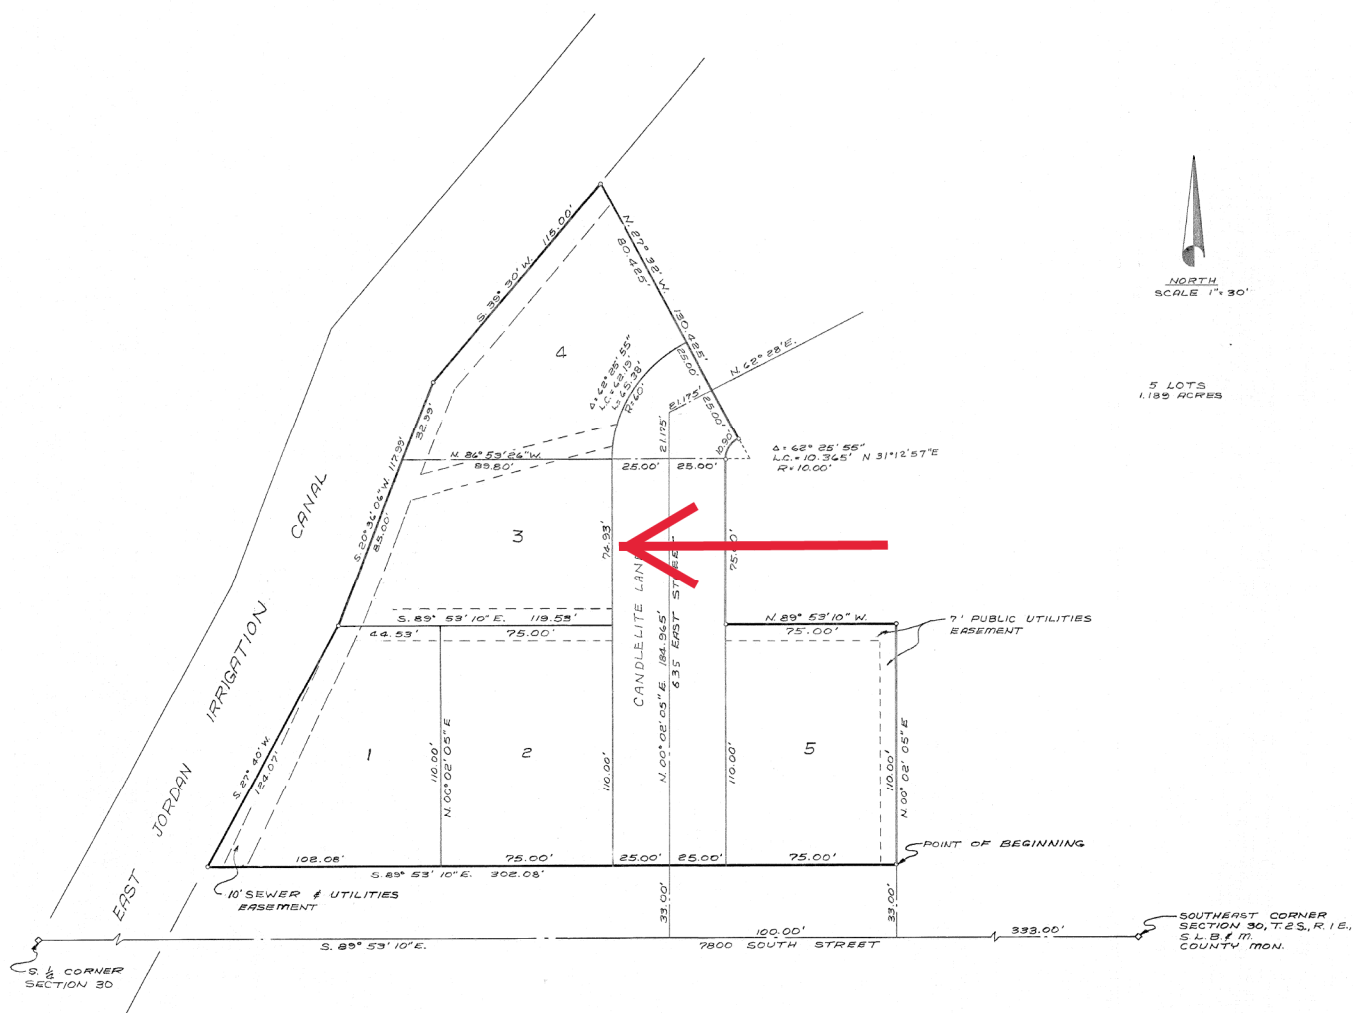 NORTH
SCALE 1"=30'
5 LOTS
1.189 ACRES
S. 39° 30' W. 115.00'
N. 27° 32' W.
80.425'
130.425'
4
Δ=62° 25' 55"
L.C.=62.19'
L=65.38'
R=60'
25.00'
N. 62° 28' E.
21.175'
21.175'
25.00'
10.90'
Δ=62° 25' 55"
L.C.=10.365' N 31°12'57"E
R=10.00'
32.99'
N. 86° 53' 26" W.
89.80'
25.00' 25.00'
S. 20° 36' 06" W. 117.99'
85.00'
CANAL
3
74.93'
CANDLELITE LAN
635 EAST STREET
N. 00° 02' 05" E. 184.965'
S. 89° 53' 10" E. 119.53'
44.53' 75.00'
N. 89° 53' 10" W.
75.00'
7' PUBLIC UTILITIES
EASEMENT
IRRIGATION
JORDAN
EAST
S. 27° 40' W.
124.07'
1
110.00'
N. 00° 02' 05" E
2
110.00'
110.00'
5
110.00'
N. 00° 02' 05" E
POINT OF BEGINNING
102.08' 75.00' 25.00' 25.00' 75.00'
S. 89° 53' 10" E. 302.08'
10' SEWER & UTILITIES
EASEMENT
33.00'
33.00'
100.00'
333.00'
S. 89° 53' 10" E.
7800 SOUTH STREET
S. 1/4 CORNER
SECTION 30
SOUTHEAST CORNER
SECTION 30, T.2S., R.1E.,
S.L.B. & M.
COUNTY MON.